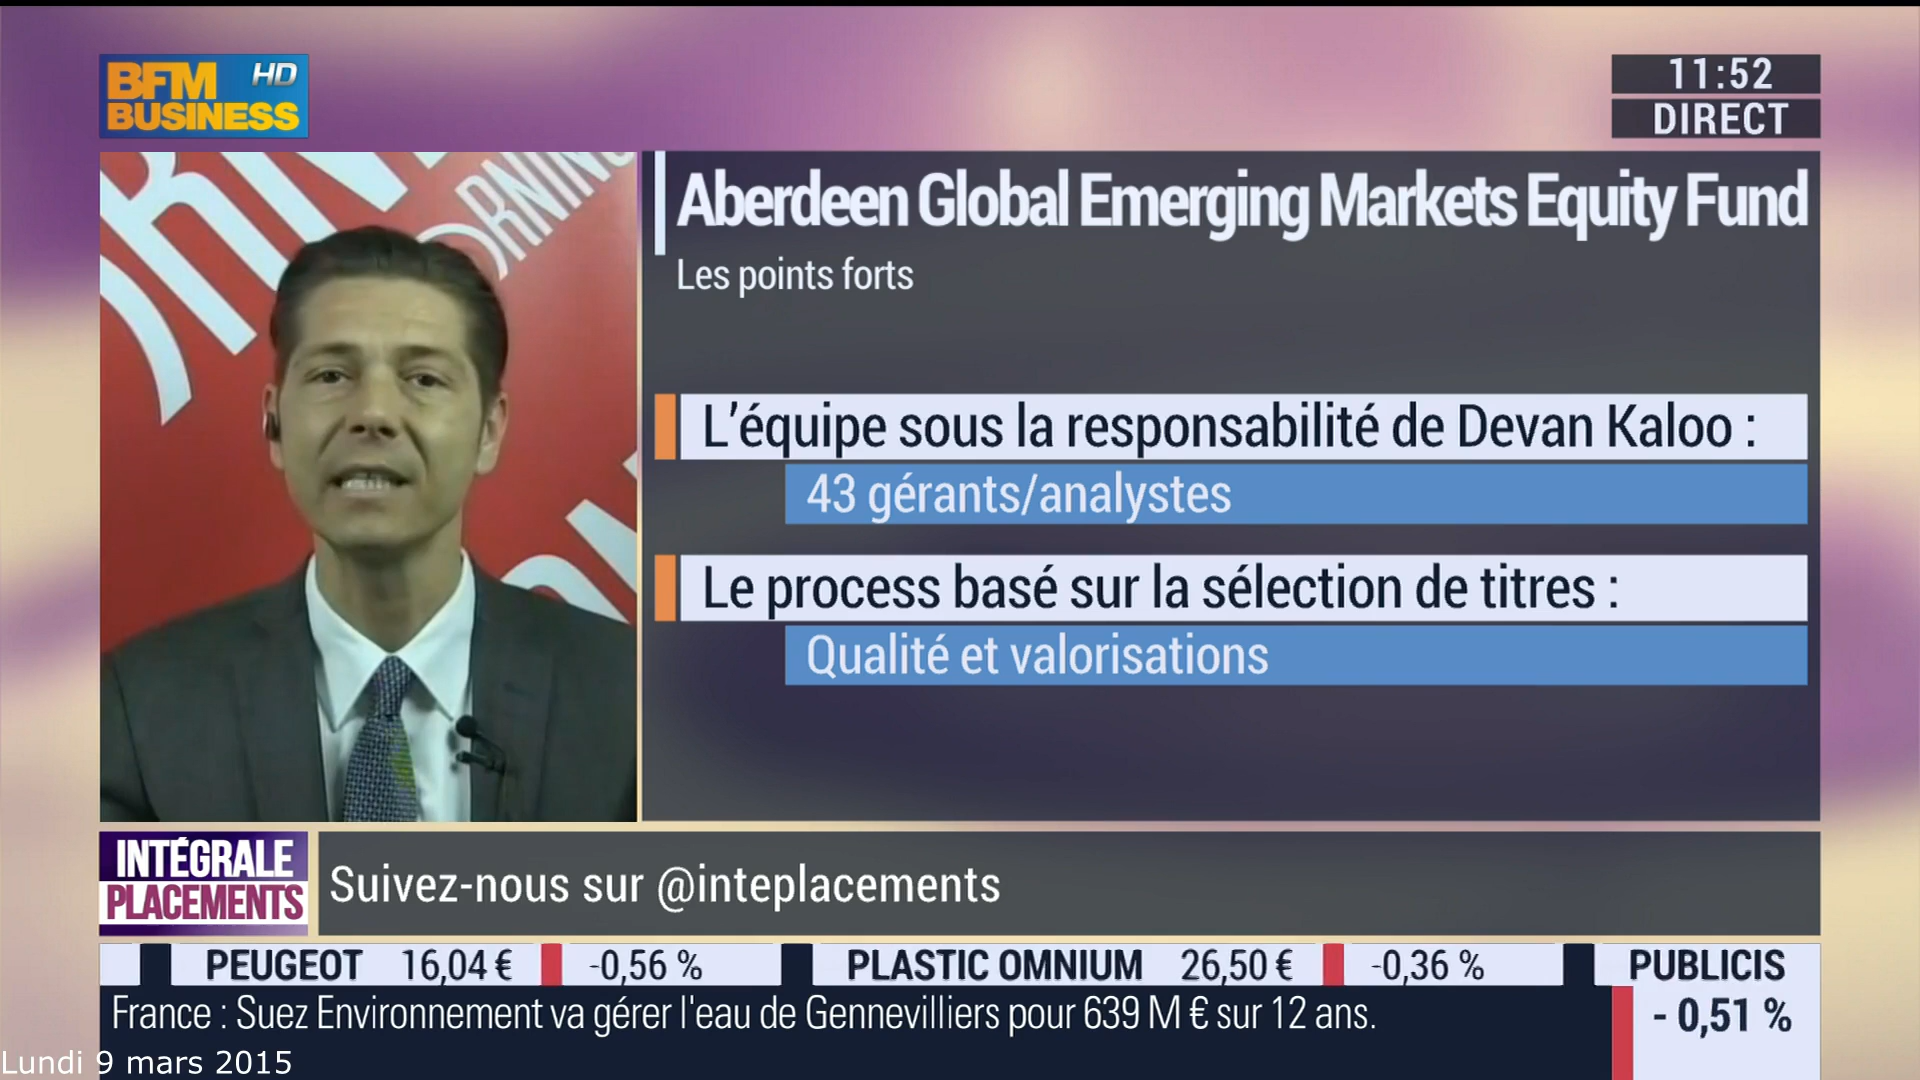 BFM HD
BUSINESS
11:52
DIRECT
ORNI
ORNING
Aberdeen Global Emerging Markets Equity Fund
Les points forts
L’équipe sous la responsabilité de Devan Kaloo :
43 gérants/analystes
Le process basé sur la sélection de titres :
Qualité et valorisations
INTÉGRALE
PLACEMENTS
Suivez-nous sur @inteplacements
PEUGEOT 16,04 € -0,56 % PLASTIC OMNIUM 26,50 € -0,36 % PUBLICIS
France : Suez Environnement va gérer l'eau de Gennevilliers pour 639 M € sur 12 ans.
- 0,51 %
Lundi 9 mars 2015